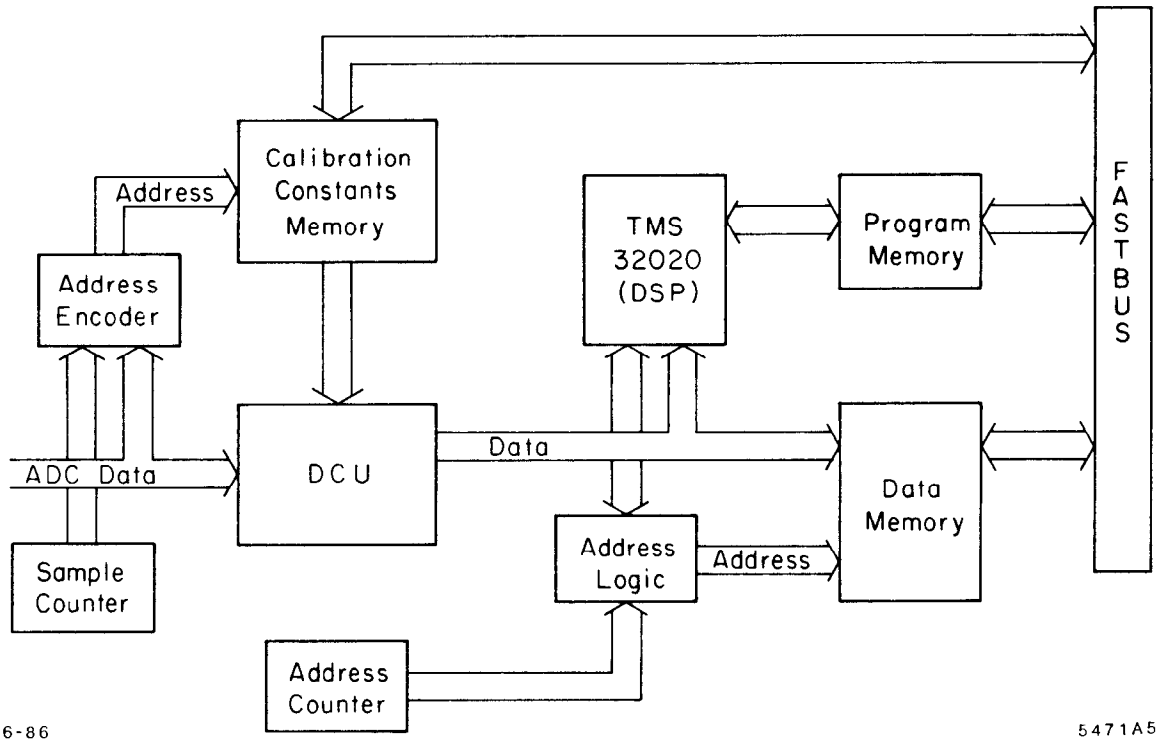 Calibration
Constants
Memory
Address
Address
Encoder
TMS
32020
(DSP)
Program
Memory
FASTBUS
ADC Data
DCU
Data
Data
Memory
Sample
Counter
Address
Logic
Address
Address
Counter
6-86
5471A5